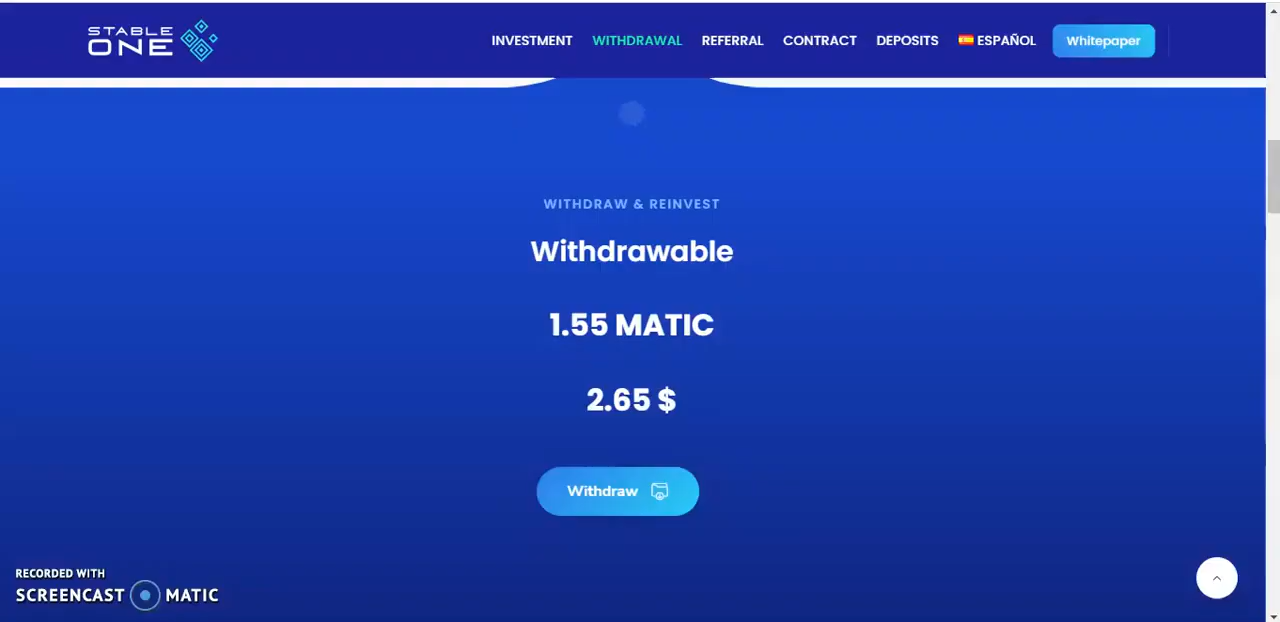 STABLE
ONE
INVESTMENT WITHDRAWAL REFERRAL CONTRACT DEPOSITS ESPAÑOL Whitepaper
WITHDRAW & REINVEST
Withdrawable
1.55 MATIC
2.65 $
Withdraw
RECORDED WITH
SCREENCAST MATIC